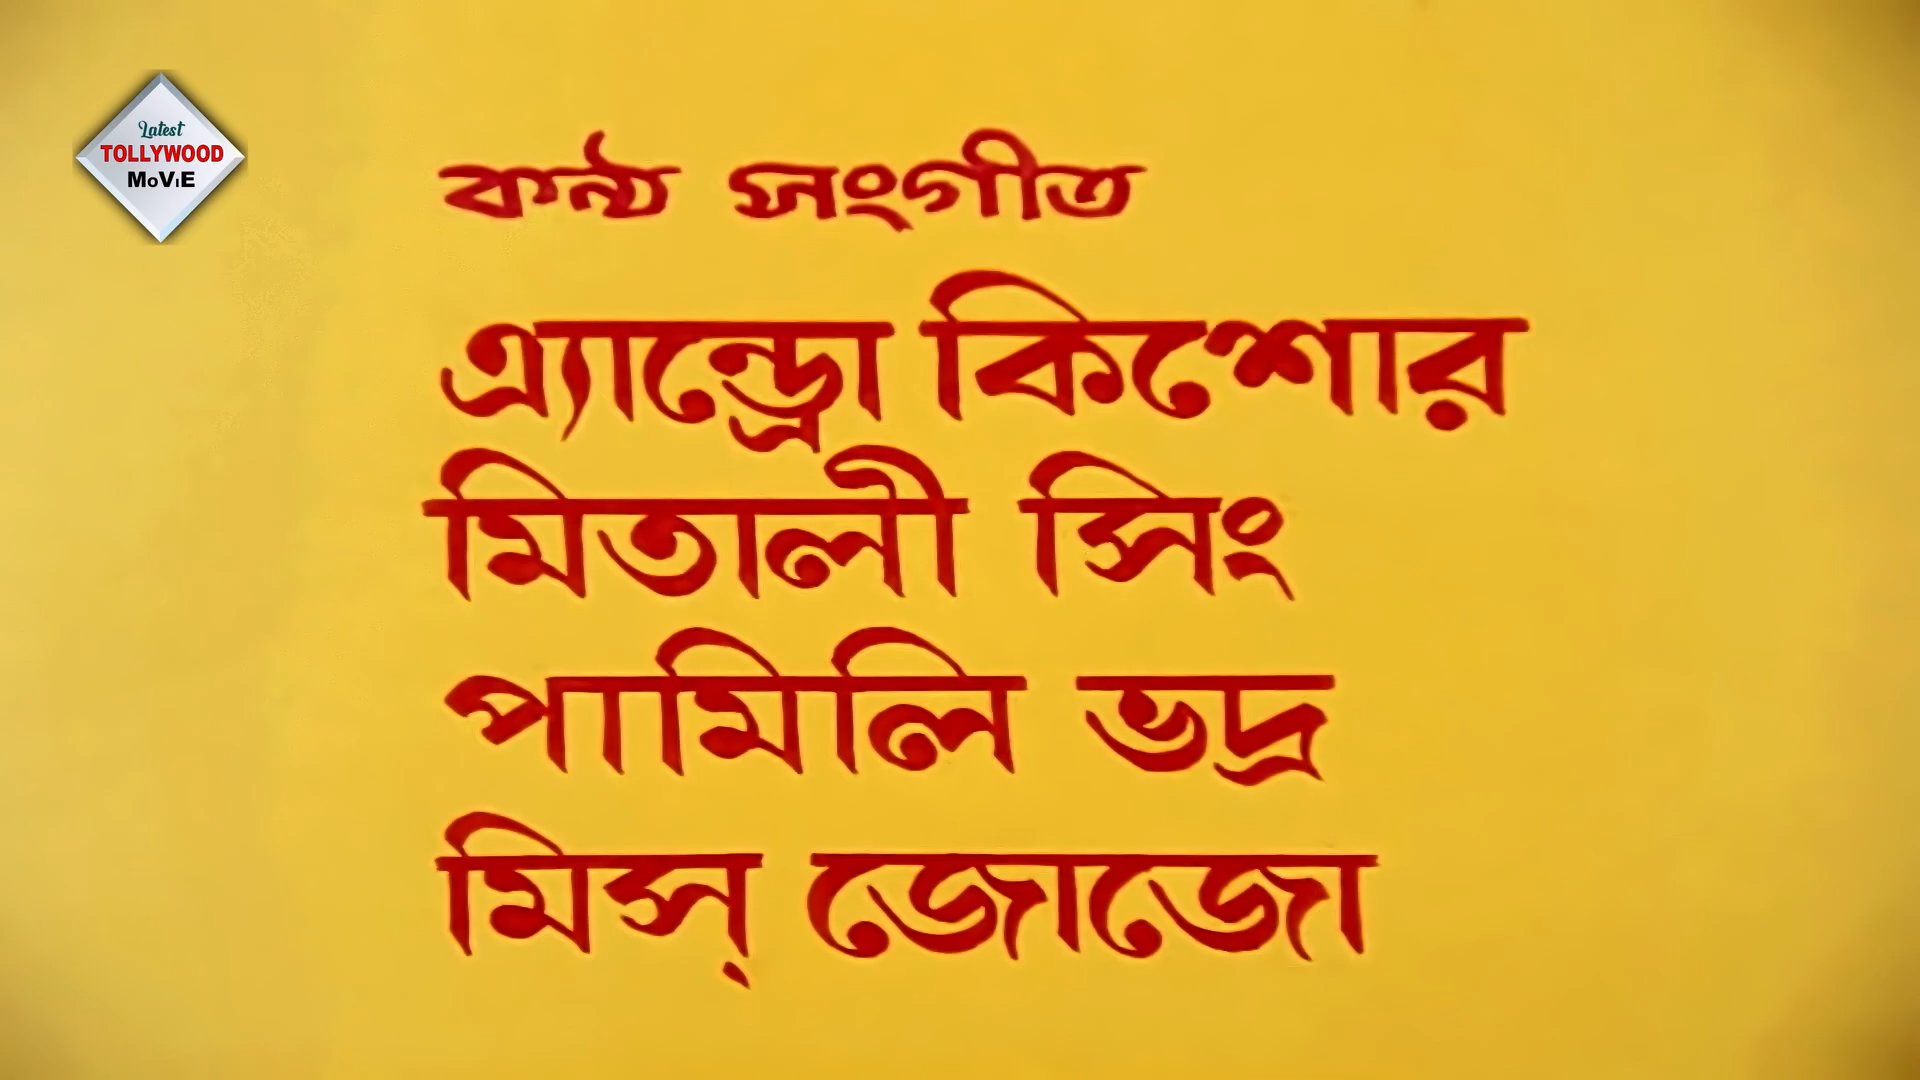 Latest
TOLLYWOOD
MoViE
কন্ঠ সংগীত
এ্যান্ড্রো কিশোর
মিতালী সিং
পামিলি ভদ্র
মিস্ জোজো